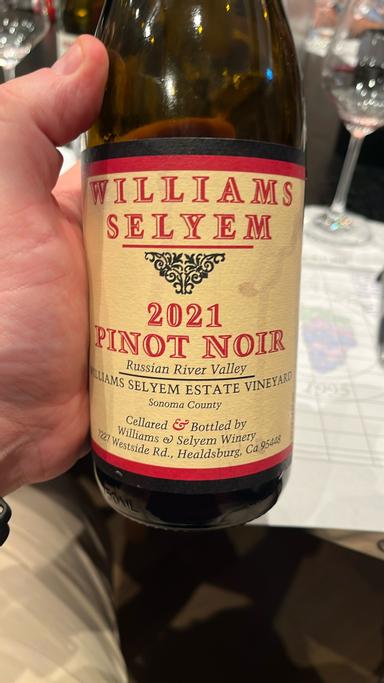 WILLIAMS
SELYEM
2021
PINOT NOIR
Russian River Valley
WILLIAMS SELYEM ESTATE VINEYARD
Sonoma County
Cellared & Bottled by
Williams & Selyem Winery
7227 Westside Rd., Healdsburg, Ca 95448